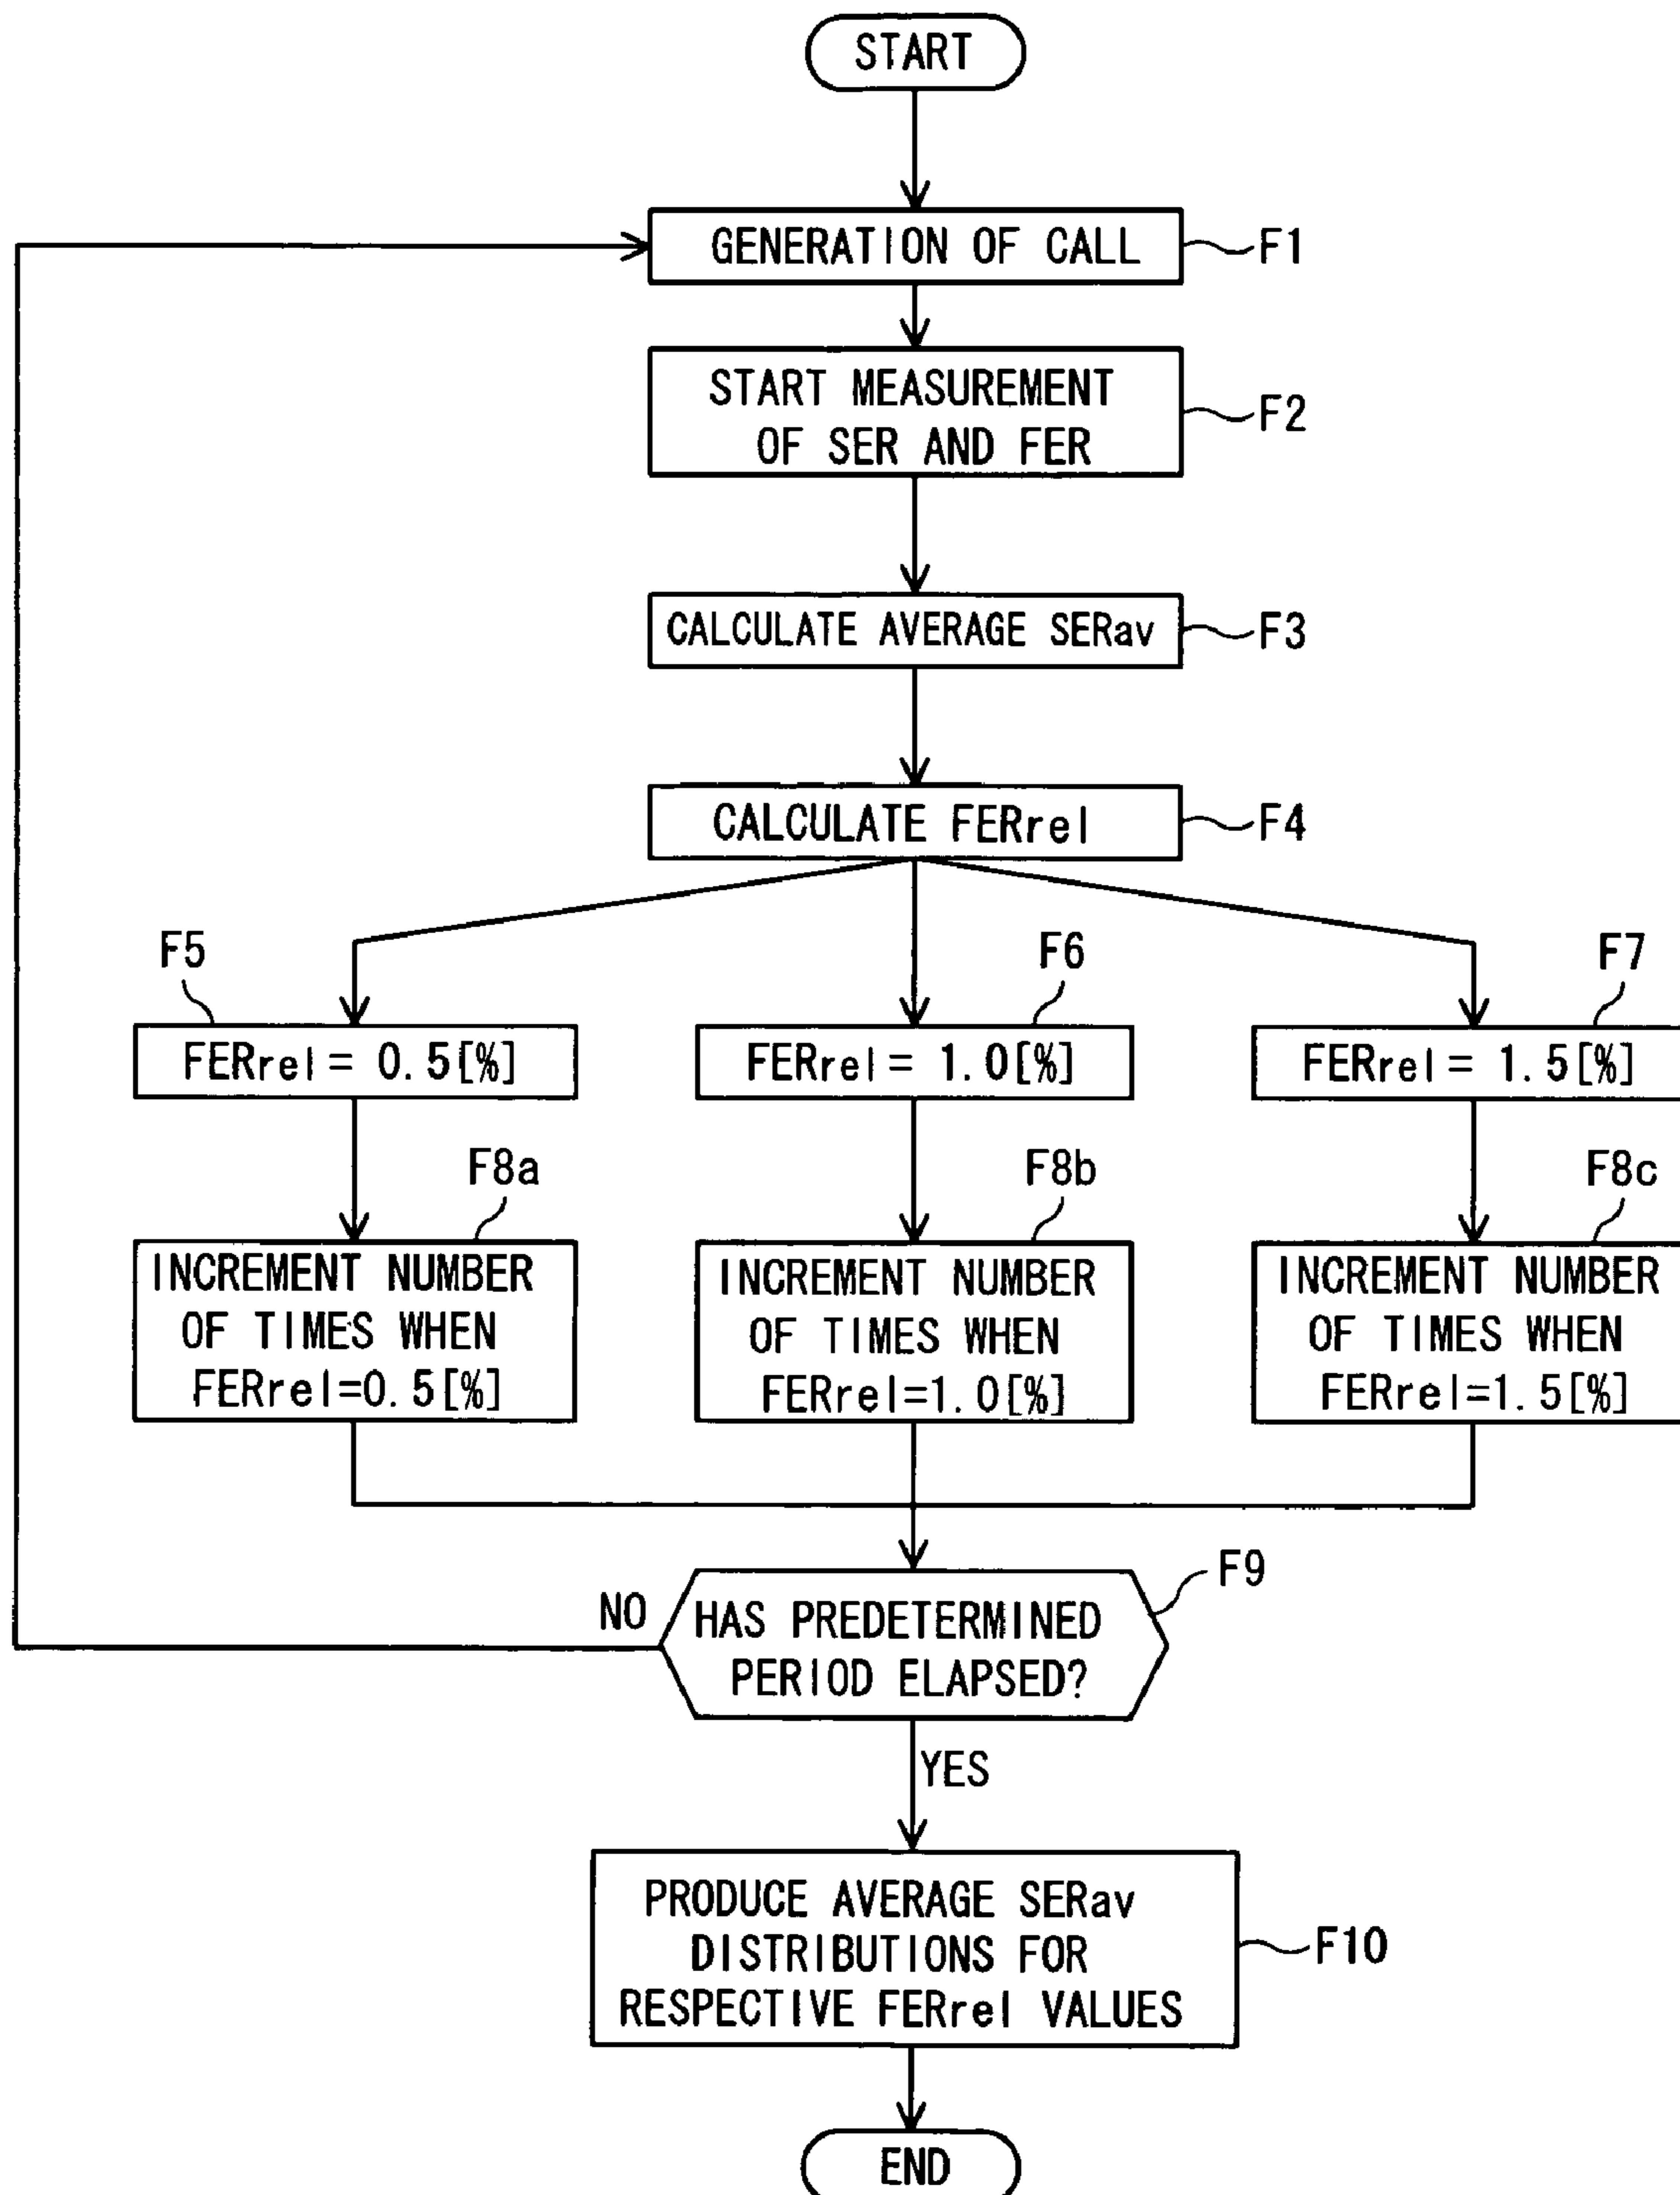 START
GENERATION OF CALL
F1
START MEASUREMENT
OF SER AND FER
F2
CALCULATE AVERAGE SERav
F3
CALCULATE FERrel
F4
F5
F6
F7
FERrel = 0.5[%]
FERrel = 1.0[%]
FERrel = 1.5[%]
F8a
F8b
F8c
INCREMENT NUMBER
OF TIMES WHEN
FERrel=0.5[%]
INCREMENT NUMBER
OF TIMES WHEN
FERrel=1.0[%]
INCREMENT NUMBER
OF TIMES WHEN
FERrel=1.5[%]
F9
NO
HAS PREDETERMINED
PERIOD ELAPSED?
YES
PRODUCE AVERAGE SERav
DISTRIBUTIONS FOR
RESPECTIVE FERrel VALUES
F10
END